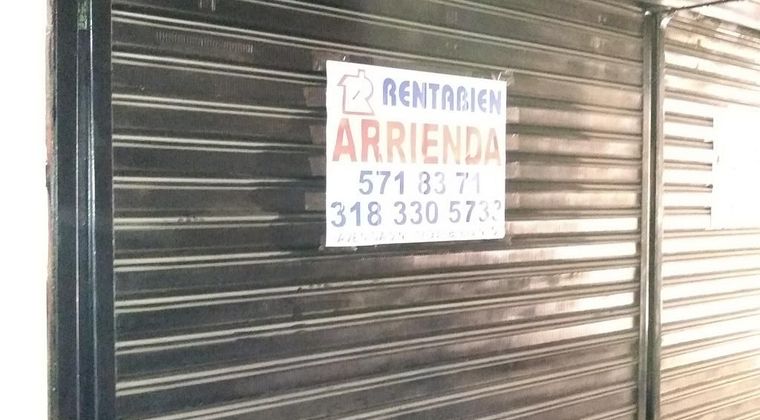 RENTABIEN
ARRIENDA
571 83 71
318 330 5733